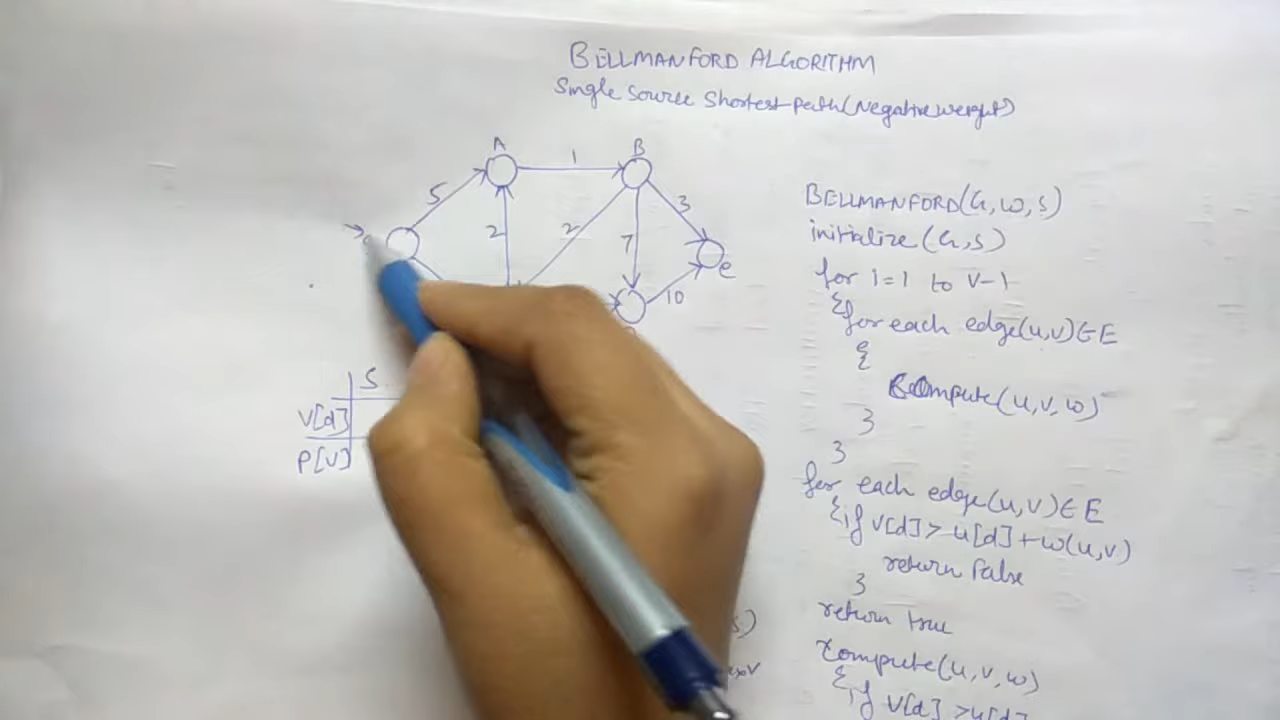 BELLMANFORD ALGORITHM
Single Source Shortest path (Negative weight)
A
B
1
5
3
2
2
7
e
10
S
V[d]
P[V]
BELLMANFORD(G, w, s)
initialize (G, s)
for i=1 to V-1
{for each edge(u,v)∈E
{
Compute(u, v, w)
}
}
for each edge(u,v)∈E
{if V[d] > u[d] + w(u,v)
return false
}
return true
Compute(u, v, w)
{if V[d] > u[d]